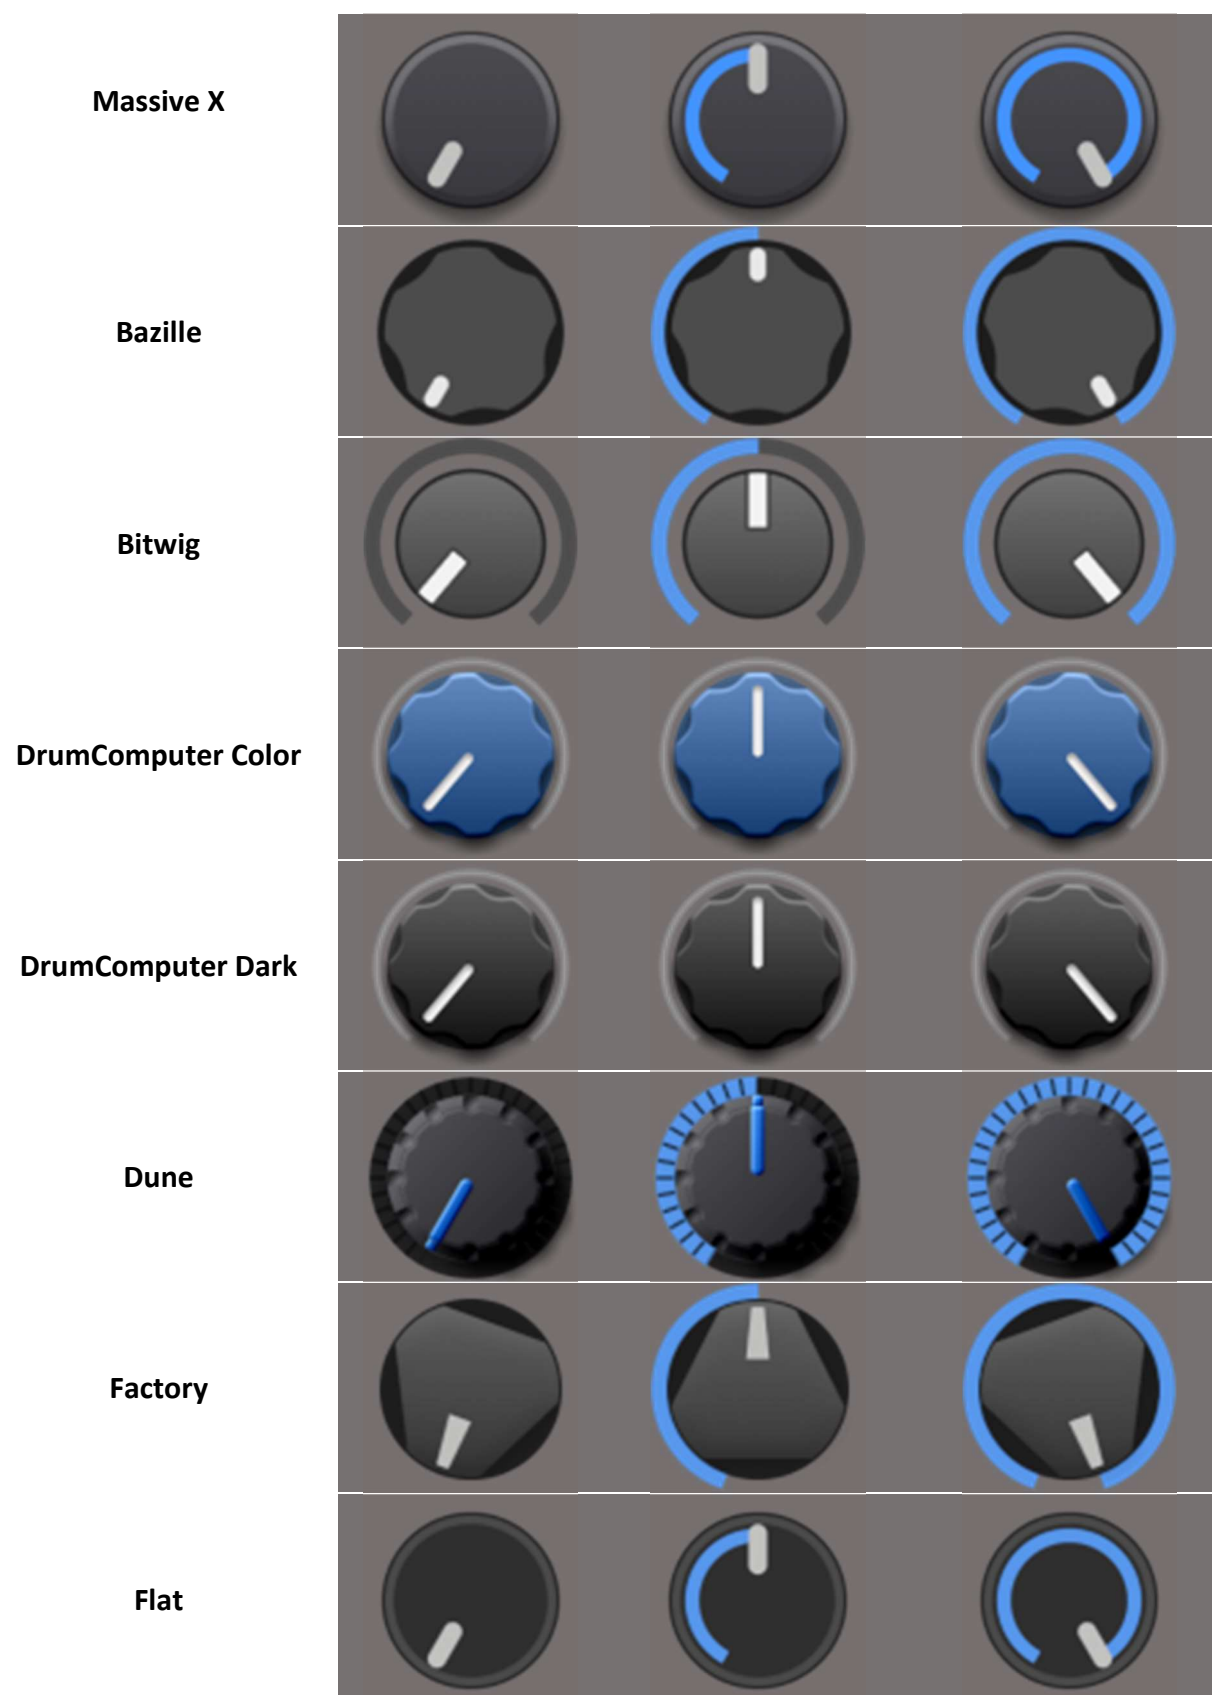 Massive X
Bazille
Bitwig
DrumComputer Color
DrumComputer Dark
Dune
Factory
Flat